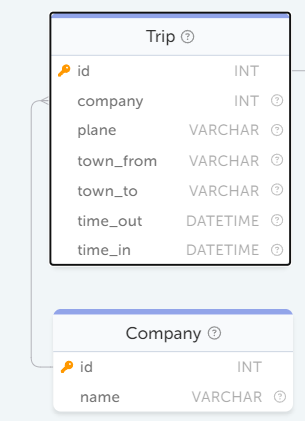 Trip ?
id INT
company INT ?
plane VARCHAR ?
town_from VARCHAR ?
town_to VARCHAR ?
time_out DATETIME ?
time_in DATETIME ?
Company ?
id INT
name VARCHAR ?